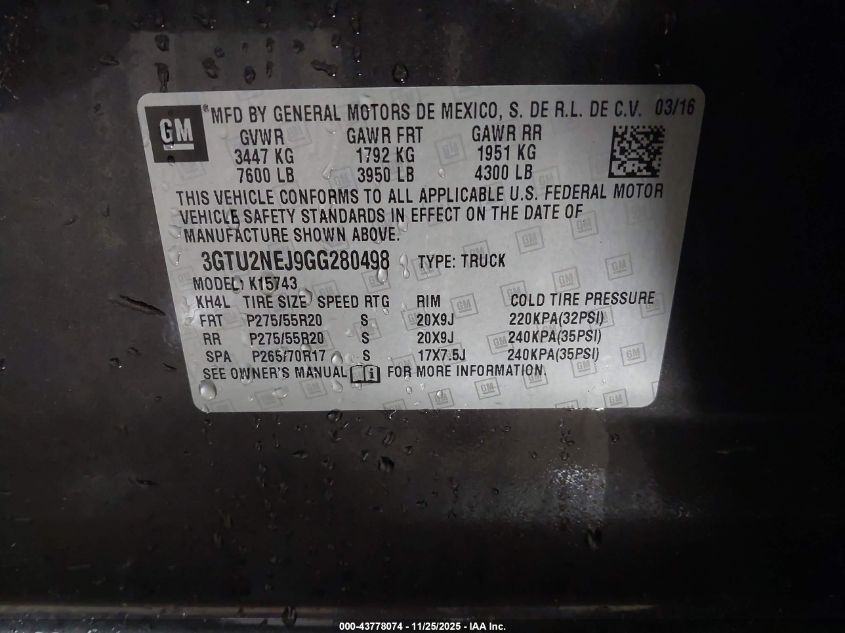 GM ®MFD BY GENERAL MOTORS DE MEXICO, S. DE R.L. DE C.V. 03/16
GVWR GAWR FRT GAWR RR
3447 KG 1792 KG 1951 KG
7600 LB 3950 LB 4300 LB
THIS VEHICLE CONFORMS TO ALL APPLICABLE U.S. FEDERAL MOTOR
VEHICLE SAFETY STANDARDS IN EFFECT ON THE DATE OF
MANUFACTURE SHOWN ABOVE.
3GTU2NEJ9GG280498 TYPE: TRUCK
MODEL: K15743
KH4L TIRE SIZE SPEED RTG RIM COLD TIRE PRESSURE
FRT P275/55R20 S 20X9J 220KPA(32PSI)
RR P275/55R20 S 20X9J 240KPA(35PSI)
SPA P265/70R17 S 17X7.5J 240KPA(35PSI)
SEE OWNER'S MANUAL i FOR MORE INFORMATION.
000-43778074 - 11/25/2025 - IAA Inc.